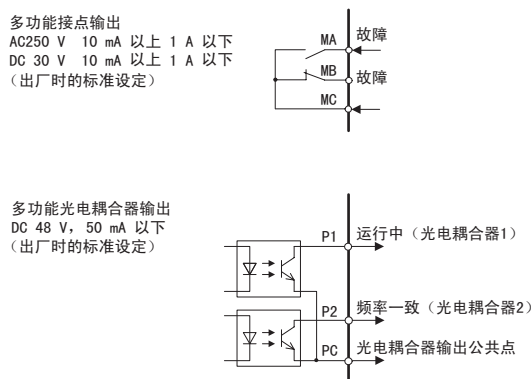 多功能接点输出
AC250 V 10 mA 以上 1 A 以下
DC 30 V 10 mA 以上 1 A 以下
（出厂时的标准设定）
MA 故障
MB 故障
MC
多功能光电耦合器输出
DC 48 V，50 mA 以下
（出厂时的标准设定）
P1 运行中（光电耦合器1）
P2 频率一致（光电耦合器2）
PC 光电耦合器输出公共点